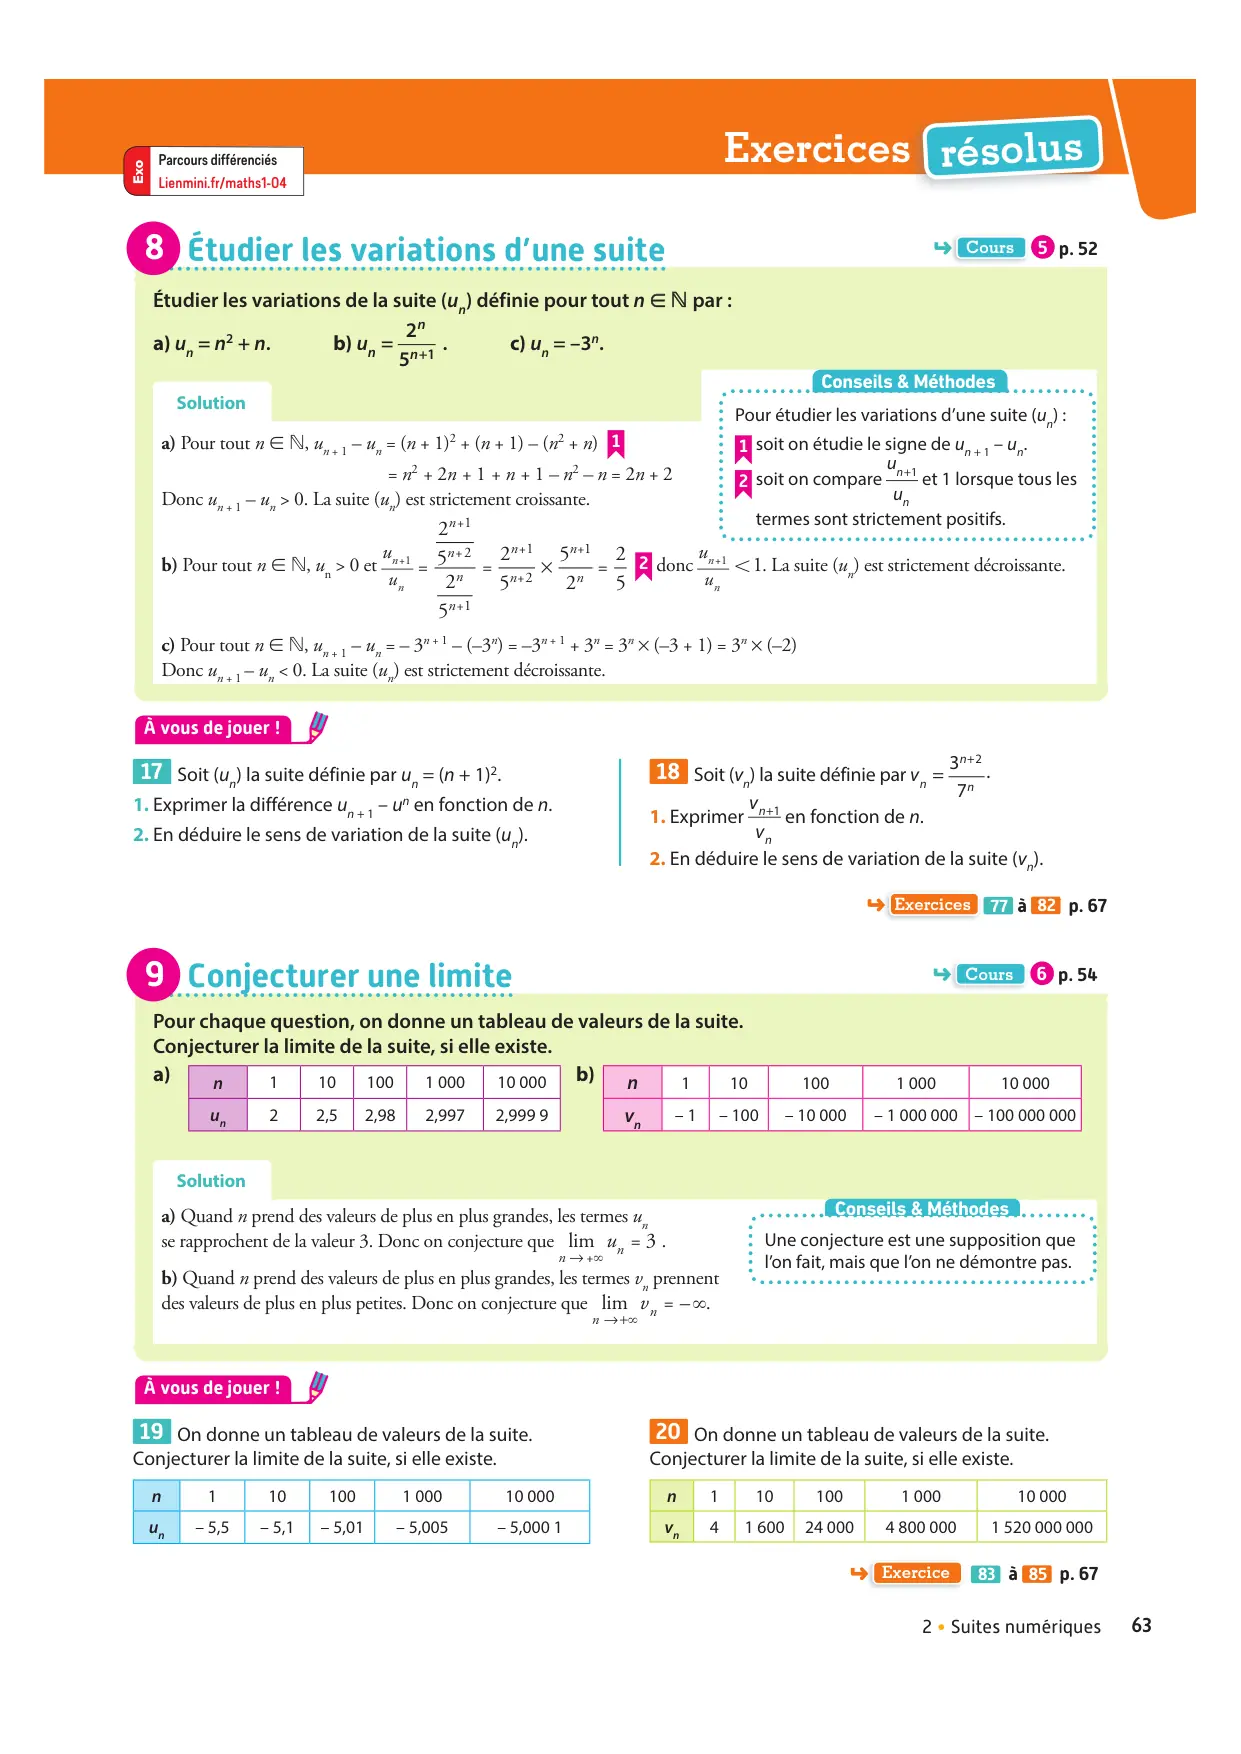 Exercices résolus
Exo
Parcours différenciés
Lienmini.fr/maths1-04
8 Étudier les variations d'une suite
↪ Cours 5 p. 52
Étudier les variations de la suite (uₙ) définie pour tout n ∈ ℕ par :
a) uₙ = n² + n. b) uₙ = 2ⁿ/5ⁿ⁺¹ . c) uₙ = –3ⁿ.
Solution
a) Pour tout n ∈ ℕ, uₙ₊₁ – uₙ = (n + 1)² + (n + 1) – (n² + n) 1
= n² + 2n + 1 + n + 1 – n² – n = 2n + 2
Donc uₙ₊₁ – uₙ > 0. La suite (uₙ) est strictement croissante.
Conseils & Méthodes
Pour étudier les variations d'une suite (uₙ) :
1 soit on étudie le signe de uₙ₊₁ – uₙ.
2 soit on compare uₙ₊₁/uₙ et 1 lorsque tous les
termes sont strictement positifs.
b) Pour tout n ∈ ℕ, uₙ > 0 et uₙ₊₁/uₙ = (2ⁿ⁺¹/5ⁿ⁺²)/(2ⁿ/5ⁿ⁺¹) = 2ⁿ⁺¹/5ⁿ⁺² × 5ⁿ⁺¹/2ⁿ = 2/5 2 donc uₙ₊₁/uₙ < 1. La suite (uₙ) est strictement décroissante.
c) Pour tout n ∈ ℕ, uₙ₊₁ – uₙ = – 3ⁿ⁺¹ – (–3ⁿ) = –3ⁿ⁺¹ + 3ⁿ = 3ⁿ × (–3 + 1) = 3ⁿ × (–2)
Donc uₙ₊₁ – uₙ < 0. La suite (uₙ) est strictement décroissante.
À vous de jouer !
17 Soit (uₙ) la suite définie par uₙ = (n + 1)².
1. Exprimer la différence uₙ₊₁ – uⁿ en fonction de n.
2. En déduire le sens de variation de la suite (uₙ).
18 Soit (vₙ) la suite définie par vₙ = 3ⁿ⁺²/7ⁿ.
1. Exprimer vₙ₊₁/vₙ en fonction de n.
2. En déduire le sens de variation de la suite (vₙ).
↪ Exercices 77 à 82 p. 67
9 Conjecturer une limite
↪ Cours 6 p. 54
Pour chaque question, on donne un tableau de valeurs de la suite.
Conjecturer la limite de la suite, si elle existe.
a)
n 1 10 100 1 000 10 000
uₙ 2 2,5 2,98 2,997 2,999 9
b)
n 1 10 100 1 000 10 000
vₙ – 1 – 100 – 10 000 – 1 000 000 – 100 000 000
Solution
a) Quand n prend des valeurs de plus en plus grandes, les termes uₙ
se rapprochent de la valeur 3. Donc on conjecture que lim uₙ = 3 .
n → +∞
b) Quand n prend des valeurs de plus en plus grandes, les termes vₙ prennent
des valeurs de plus en plus petites. Donc on conjecture que lim vₙ = –∞.
n →+∞
Conseils & Méthodes
Une conjecture est une supposition que
l'on fait, mais que l'on ne démontre pas.
À vous de jouer !
19 On donne un tableau de valeurs de la suite.
Conjecturer la limite de la suite, si elle existe.
n 1 10 100 1 000 10 000
uₙ – 5,5 – 5,1 – 5,01 – 5,005 – 5,000 1
20 On donne un tableau de valeurs de la suite.
Conjecturer la limite de la suite, si elle existe.
n 1 10 100 1 000 10 000
vₙ 4 1 600 24 000 4 800 000 1 520 000 000
↪ Exercice 83 à 85 p. 67
2 • Suites numériques 63